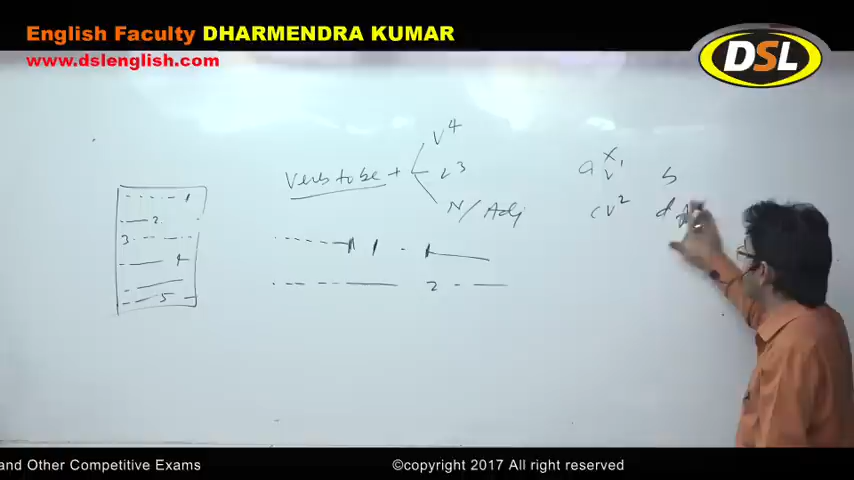 English Faculty DHARMENDRA KUMAR
www.dslenglish.com
DSL
V4
Verb to be + V3
N/Adj
1
2
3
4
5
1
2
a X1 b
V
c V2 d
and Other Competitive Exams
©copyright 2017 All right reserved